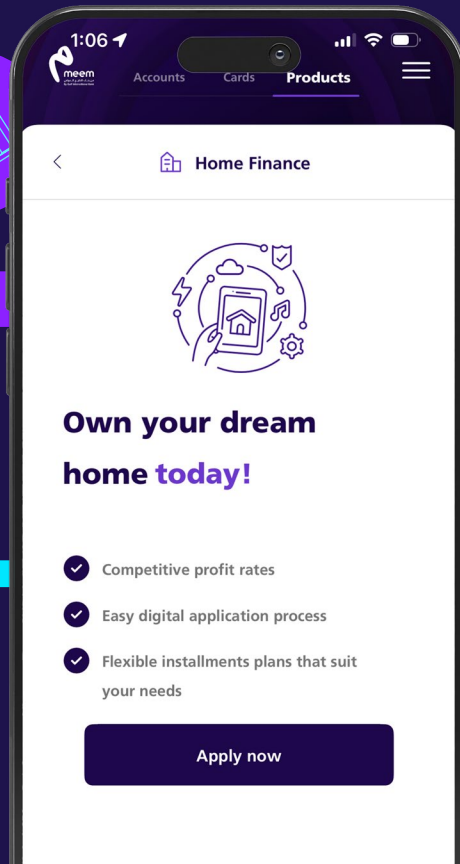 1:06
meem
Accounts Cards Products
Home Finance
Own your dream
home today!
Competitive profit rates
Easy digital application process
Flexible installments plans that suit
your needs
Apply now